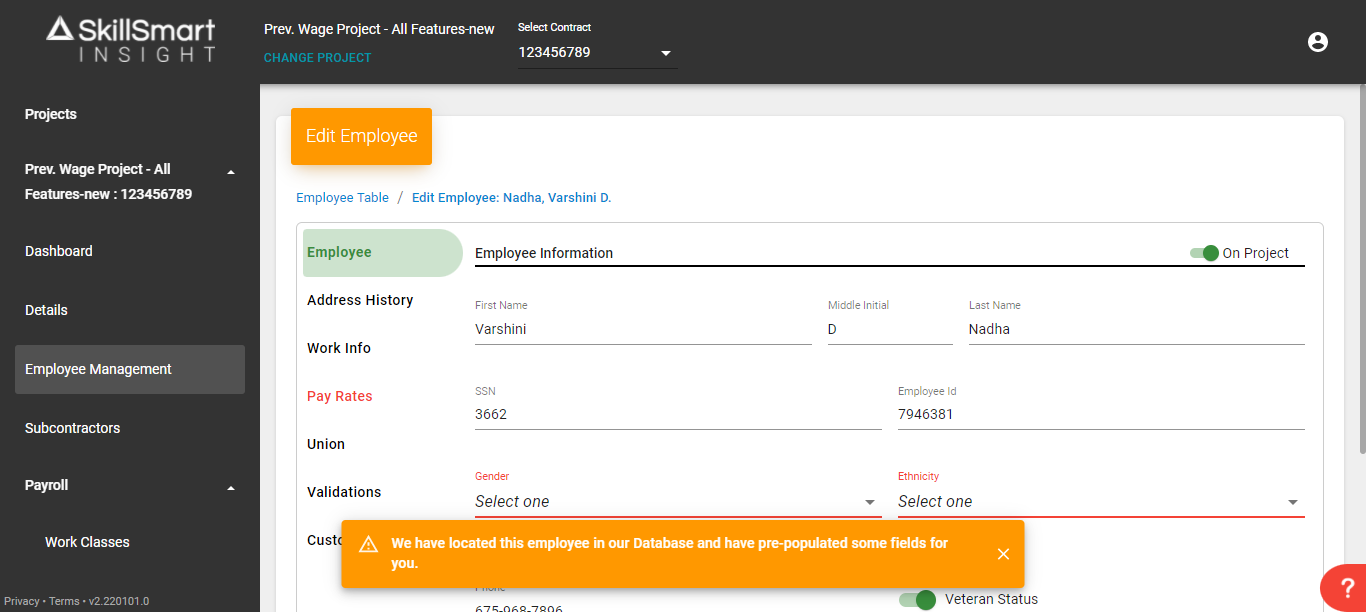 SkillSmart
INSIGHT
Prev. Wage Project - All Features-new
CHANGE PROJECT
Select Contract
123456789
Projects
Prev. Wage Project - All
Features-new : 123456789
Dashboard
Details
Employee Management
Subcontractors
Payroll
Work Classes
Privacy • Terms • v2.220101.0
Edit Employee
Employee Table / Edit Employee: Nadha, Varshini D.
Employee
Address History
Work Info
Pay Rates
Union
Validations
Custo
Employee Information
On Project
First Name
Varshini
Middle Initial
D
Last Name
Nadha
SSN
3662
Employee Id
7946381
Gender
Select one
Ethnicity
Select one
We have located this employee in our Database and have pre-populated some fields for
you.
Phone
675-968-7896
Veteran Status
?